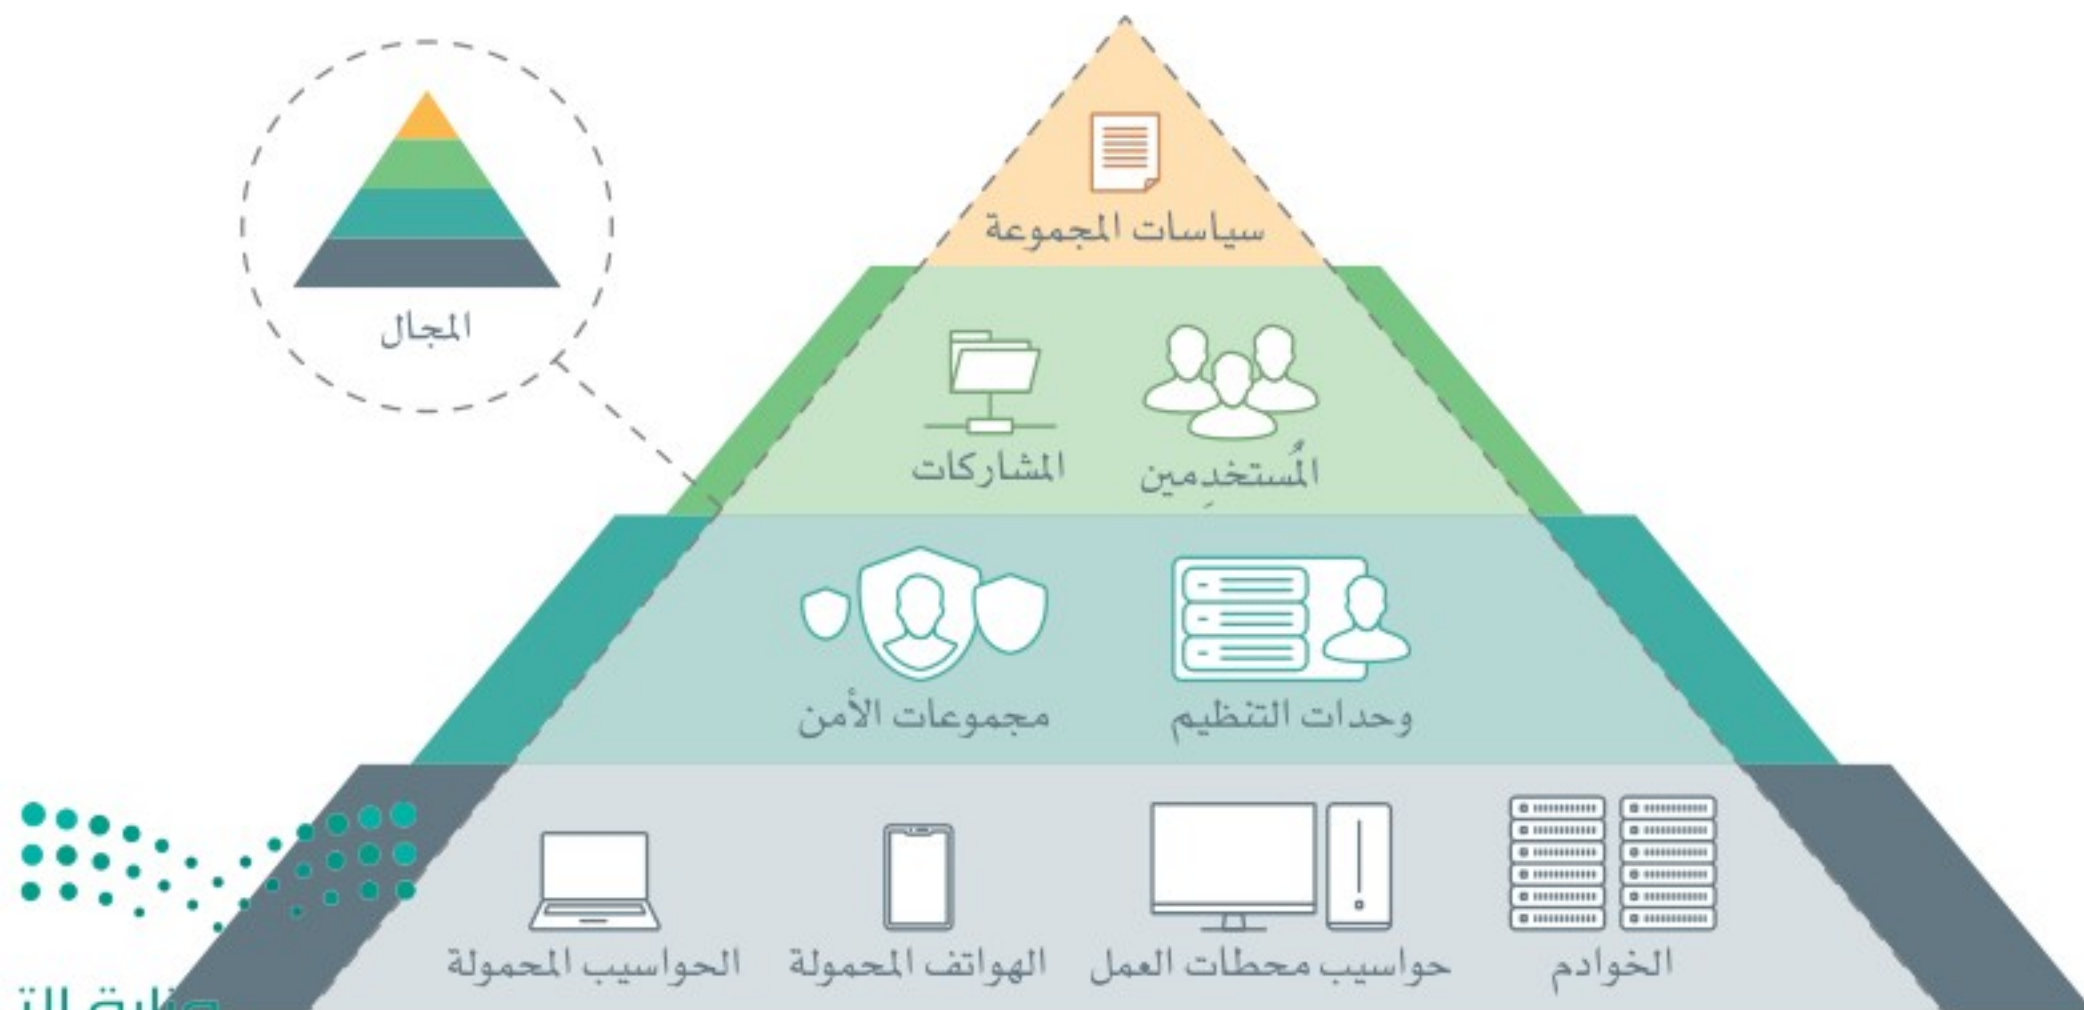 سياسات المجموعة
المجال
المُستخدِمين
المشاركات
وحدات التنظيم
مجموعات الأمن
الخوادم
حواسيب محطات العمل
الهواتف المحمولة
الحواسيب المحمولة